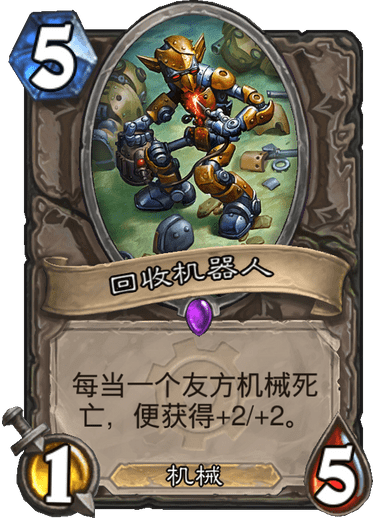 5
回收机器人
每当一个友方机械死
亡，便获得+2/+2。
机械
1
5